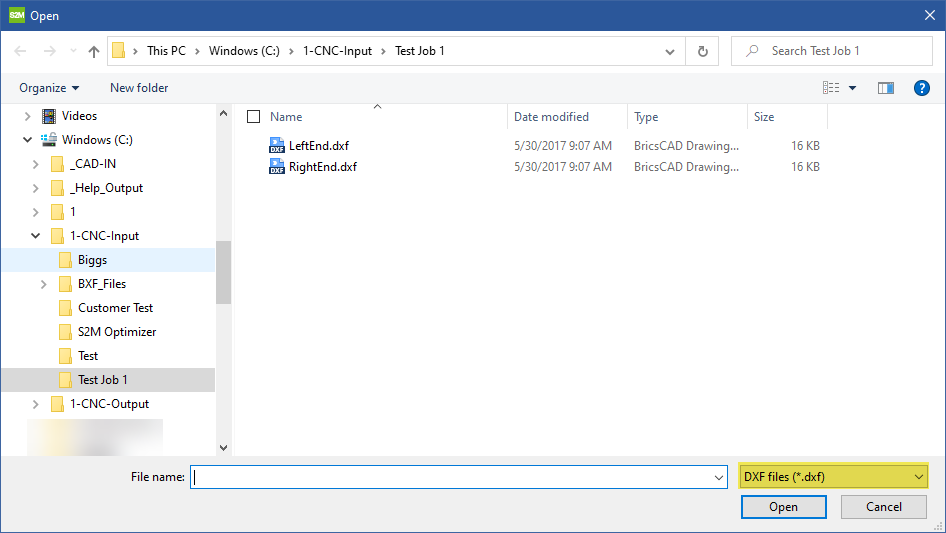 S2M Open
This PC > Windows (C:) > 1-CNC-Input > Test Job 1
Search Test Job 1
Organize New folder
?
Videos
Windows (C:)
_CAD-IN
_Help_Output
1
1-CNC-Input
Biggs
BXF_Files
Customer Test
S2M Optimizer
Test
Test Job 1
1-CNC-Output
Name Date modified Type Size
DXF LeftEnd.dxf 5/30/2017 9:07 AM BricsCAD Drawing... 16 KB
DXF RightEnd.dxf 5/30/2017 9:07 AM BricsCAD Drawing... 16 KB
File name: DXF files (*.dxf)
Open Cancel